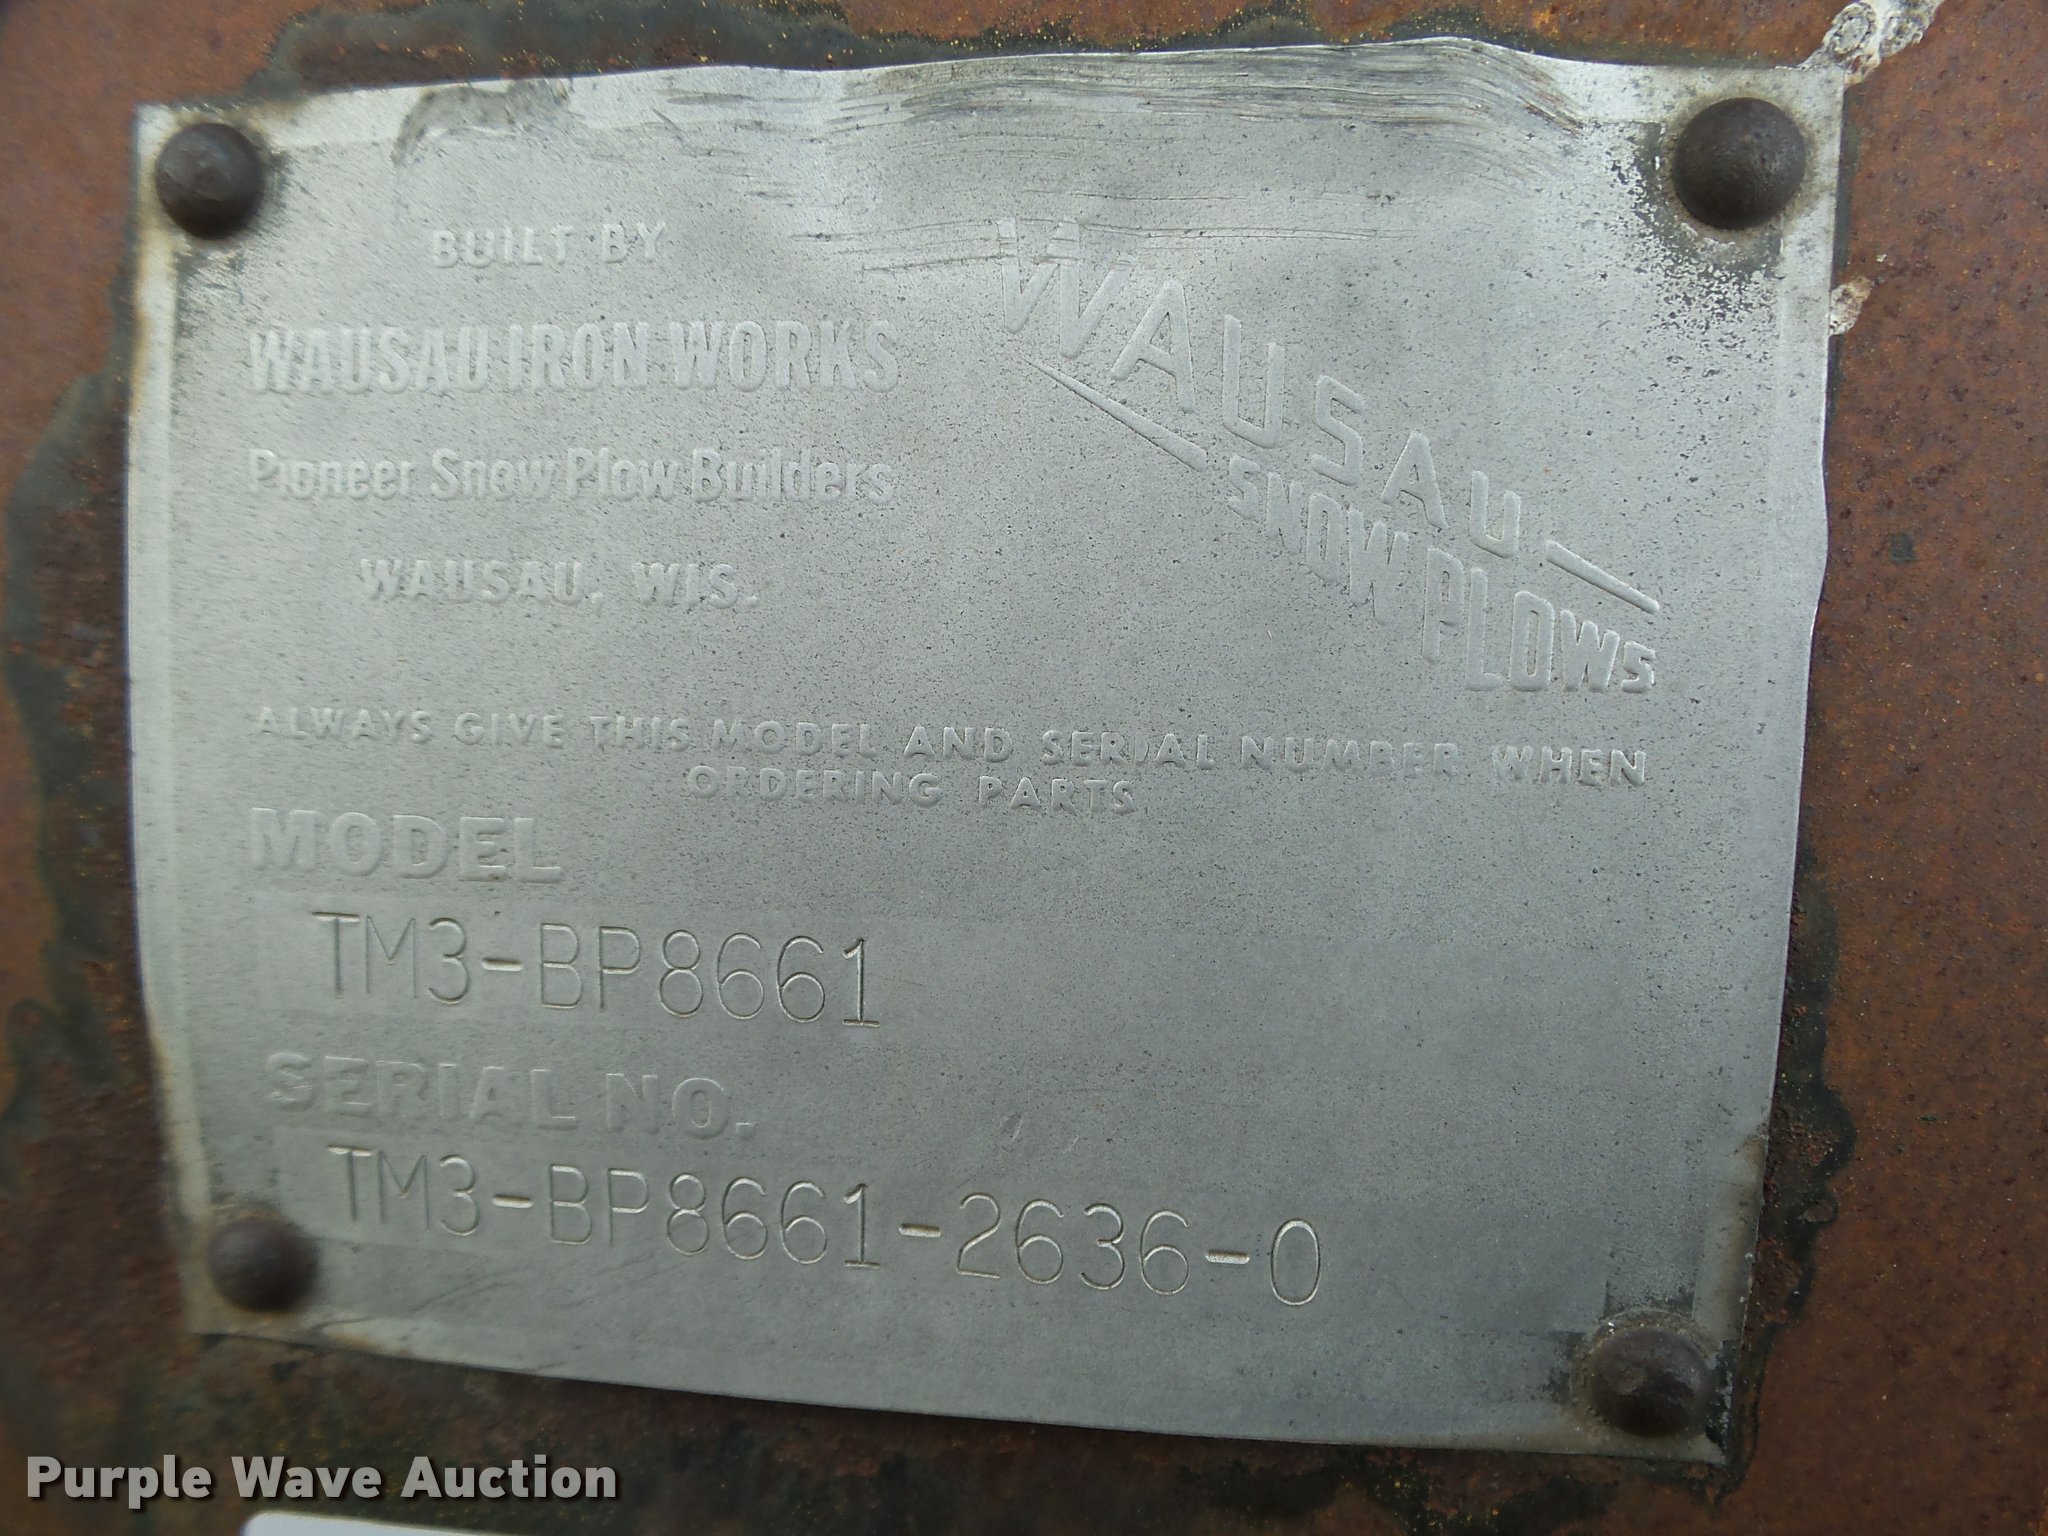 BUILT BY
WAUSAU IRON WORKS
Pioneer Snow Plow Builders
WAUSAU, WIS.
WAUSAU
SNOW PLOWS
ALWAYS GIVE THIS MODEL AND SERIAL NUMBER WHEN
ORDERING PARTS
MODEL
TM3-BP8661
SERIAL NO.
TM3-BP8661-2636-0
Purple Wave Auction